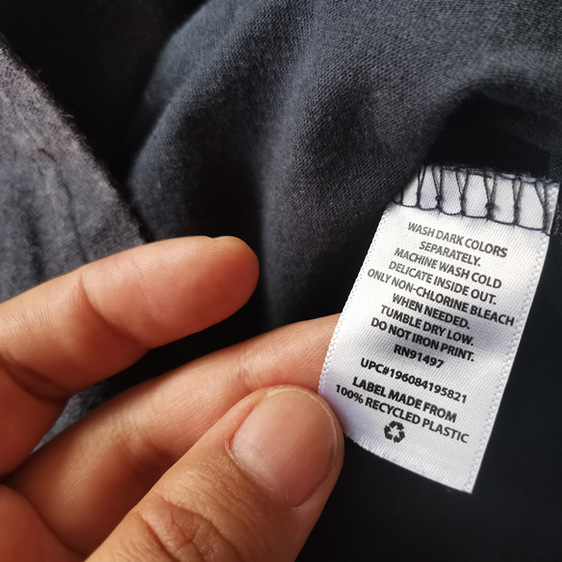 WASH DARK COLORS
SEPARATELY.
MACHINE WASH COLD
DELICATE INSIDE OUT.
ONLY NON-CHLORINE BLEACH
WHEN NEEDED.
TUMBLE DRY LOW.
DO NOT IRON PRINT.
RN91497
UPC#196084195821
LABEL MADE FROM
100% RECYCLED PLASTIC